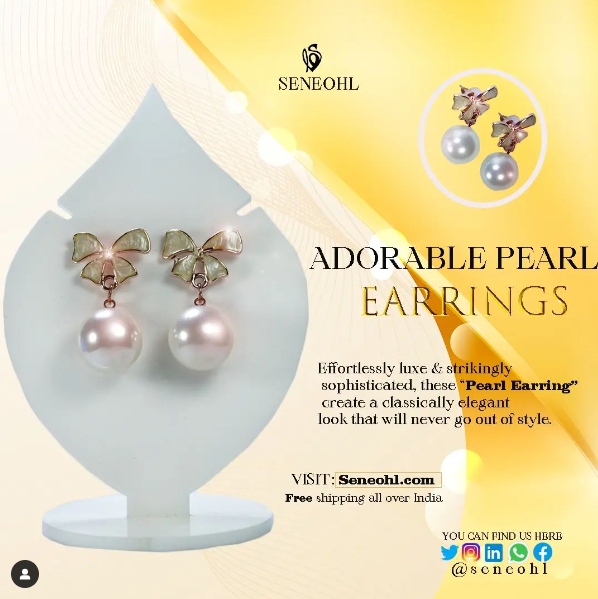 SENEOHL
ADORABLE PEARL
EARRINGS
Effortlessly luxe & strikingly
sophisticated, these "Pearl Earring"
create a classically elegant
look that will never go out of style.
VISIT: Seneohl.com
Free shipping all over India
YOU CAN FIND US HBRB
@seneohl